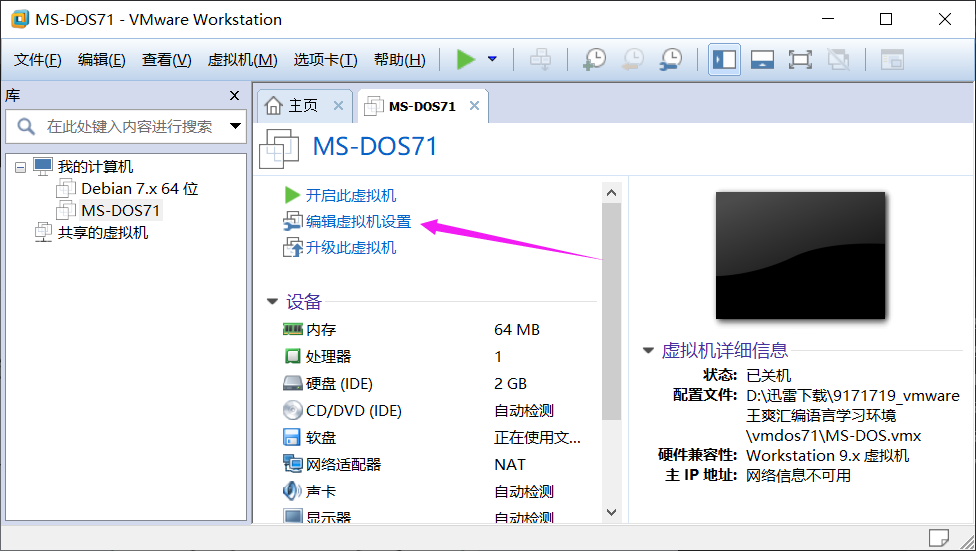 MS-DOS71 - VMware Workstation
文件(F) 编辑(E) 查看(V) 虚拟机(M) 选项卡(T) 帮助(H)
库
在此处键入内容进行搜索
我的计算机
Debian 7.x 64 位
MS-DOS71
共享的虚拟机
主页
MS-DOS71
MS-DOS71
开启此虚拟机
编辑虚拟机设置
升级此虚拟机
设备
内存 64 MB
处理器 1
硬盘 (IDE) 2 GB
CD/DVD (IDE) 自动检测
软盘 正在使用文...
网络适配器 NAT
声卡 自动检测
显示器 自动检测
虚拟机详细信息
状态: 已关机
配置文件: D:\迅雷下载\9171719_vmware
王爽汇编语言学习环境
\vmdos71\MS-DOS.vmx
硬件兼容性: Workstation 9.x 虚拟机
主 IP 地址: 网络信息不可用